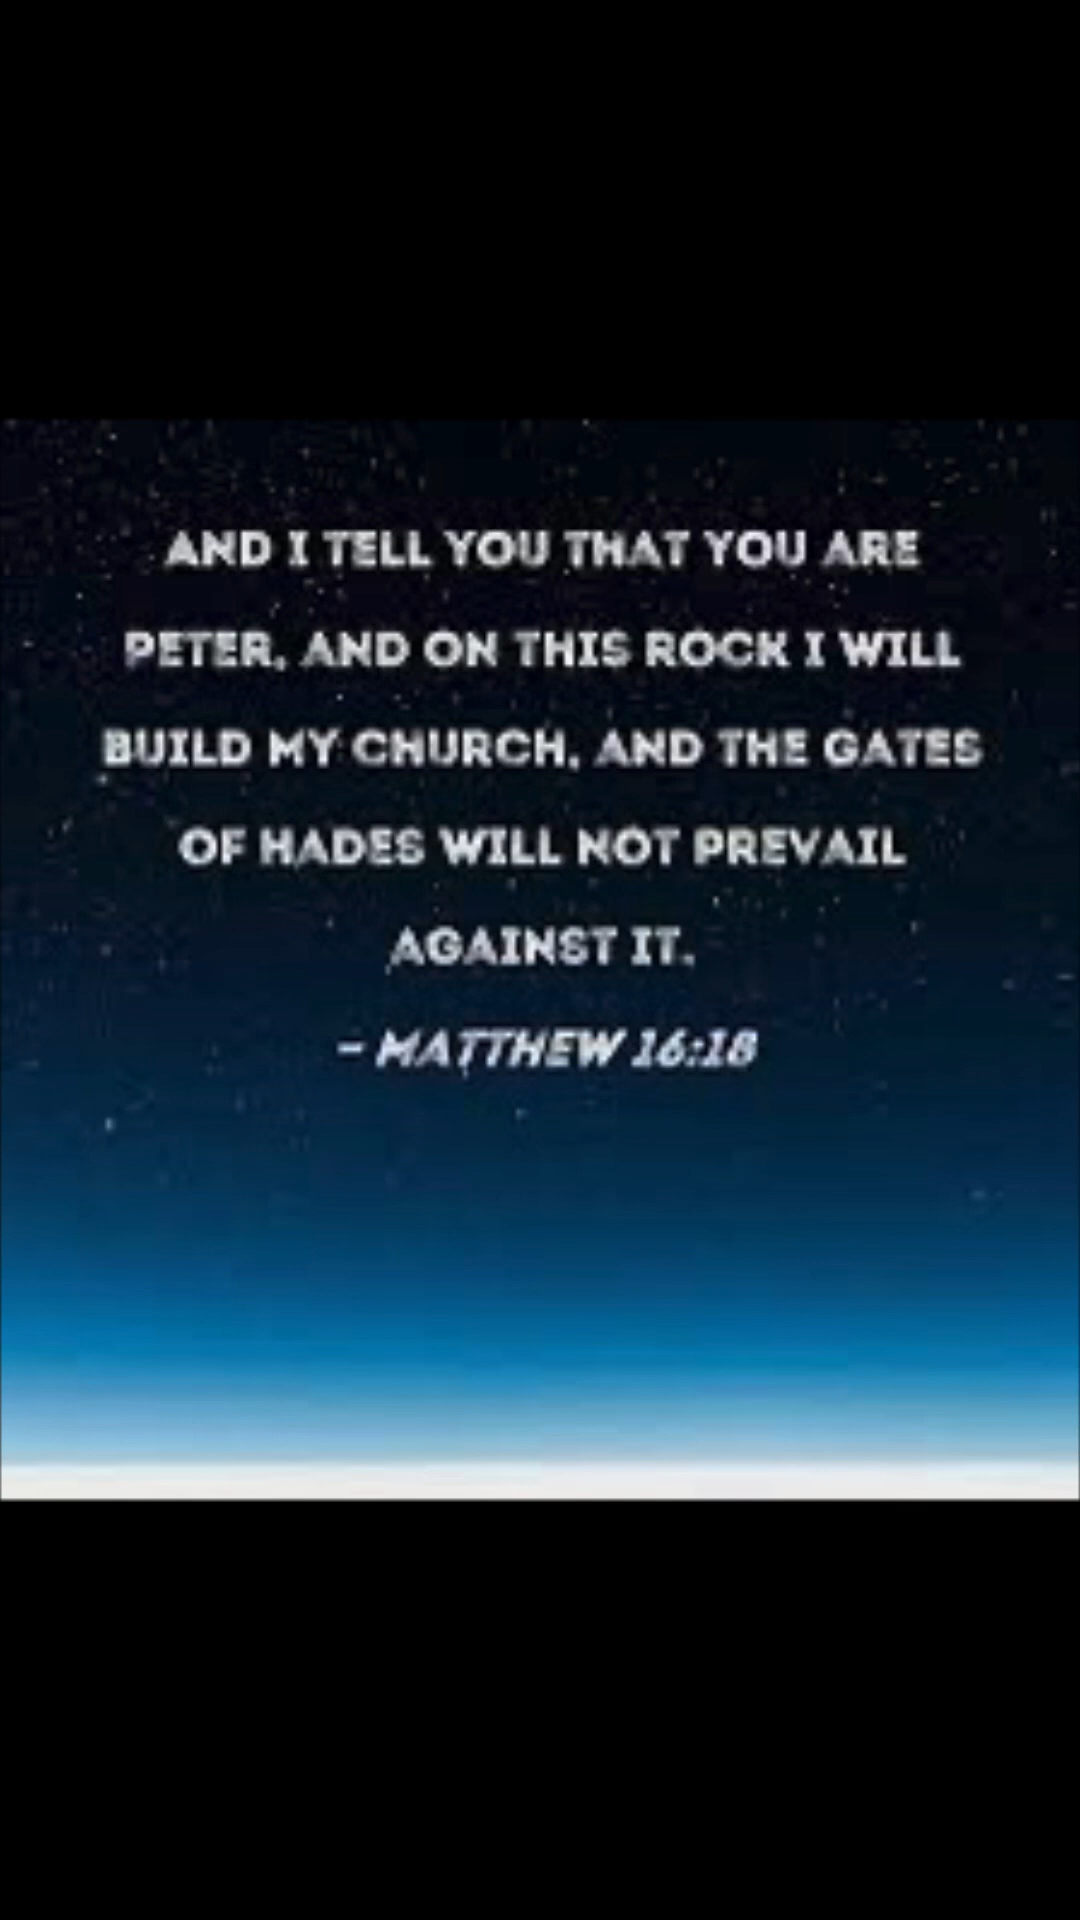 AND I TELL YOU THAT YOU ARE
PETER, AND ON THIS ROCK I WILL
BUILD MY CHURCH, AND THE GATES
OF HADES WILL NOT PREVAIL
AGAINST IT.
- MATTHEW 16:18